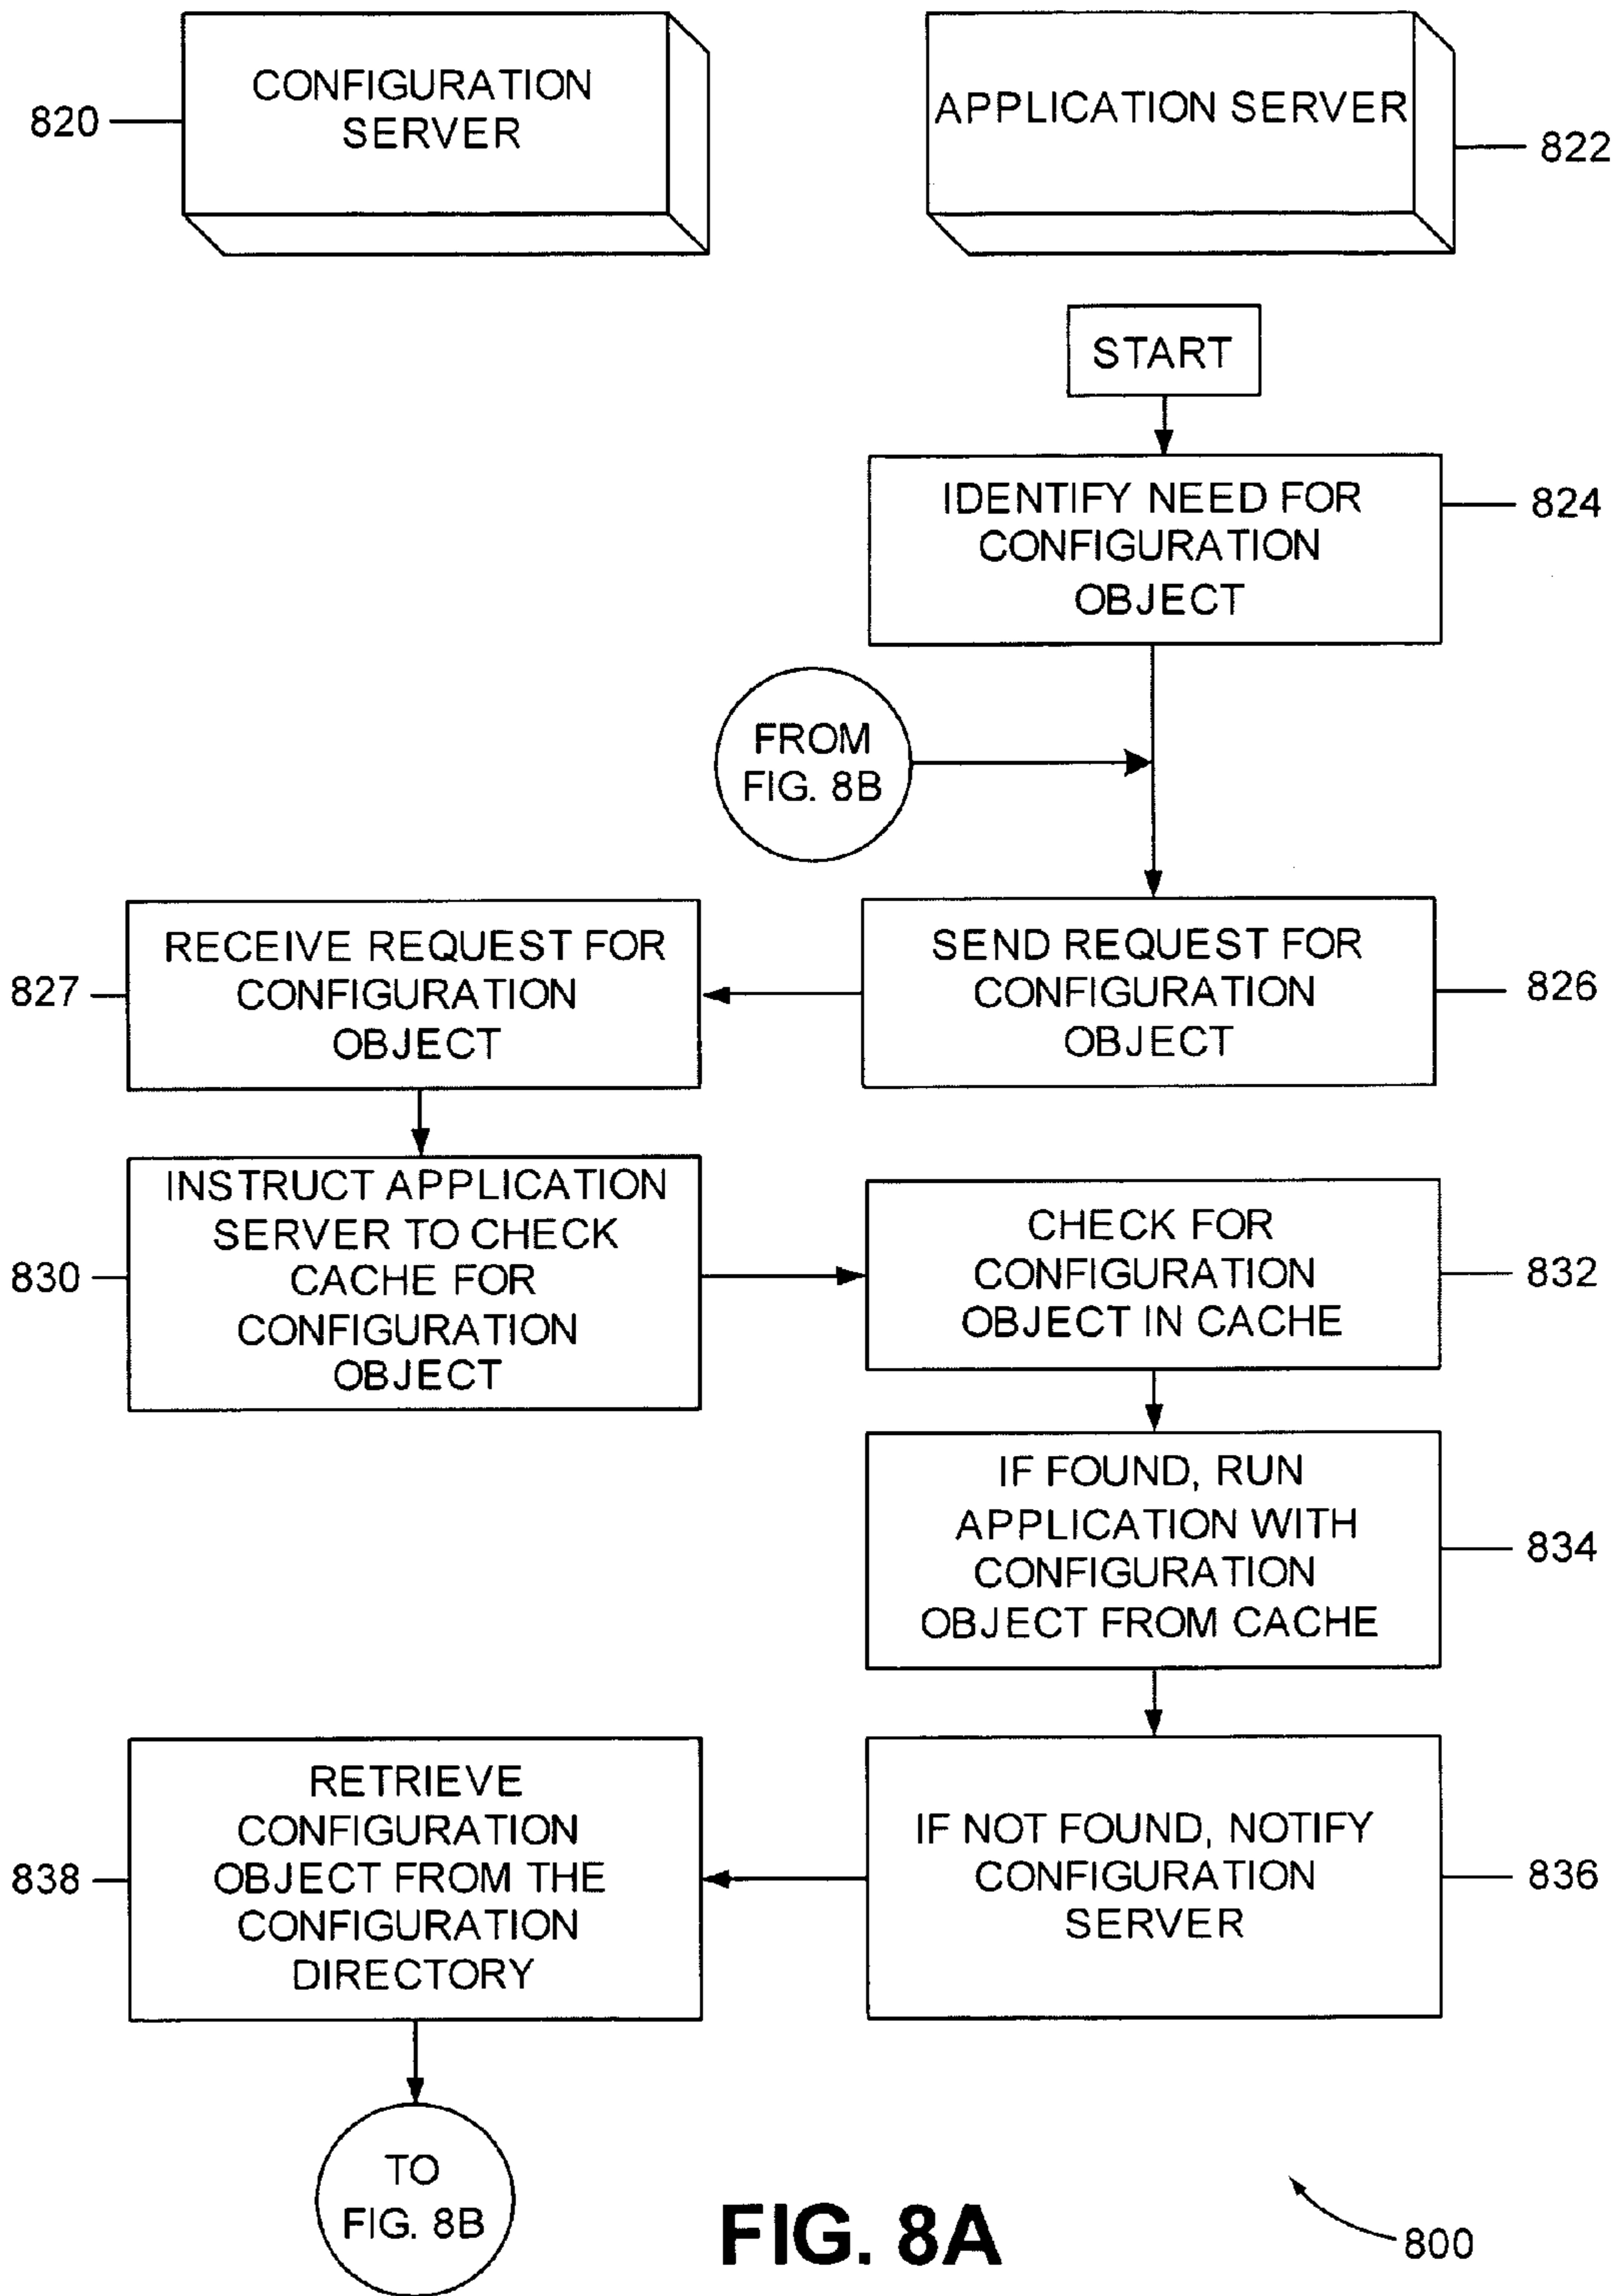 CONFIGURATION
SERVER
820
APPLICATION SERVER
822
START
IDENTIFY NEED FOR
CONFIGURATION
OBJECT
824
FROM
FIG. 8B
RECEIVE REQUEST FOR
CONFIGURATION
OBJECT
827
SEND REQUEST FOR
CONFIGURATION
OBJECT
826
INSTRUCT APPLICATION
SERVER TO CHECK
CACHE FOR
CONFIGURATION
OBJECT
830
CHECK FOR
CONFIGURATION
OBJECT IN CACHE
832
IF FOUND, RUN
APPLICATION WITH
CONFIGURATION
OBJECT FROM CACHE
834
RETRIEVE
CONFIGURATION
OBJECT FROM THE
CONFIGURATION
DIRECTORY
838
IF NOT FOUND, NOTIFY
CONFIGURATION
SERVER
836
TO
FIG. 8B
FIG. 8A
800